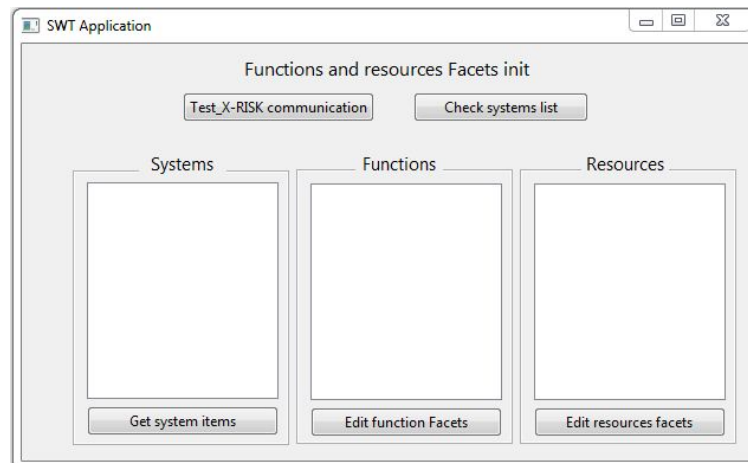 SWT Application
Functions and resources Facets init
Test_X-RISK communication
Check systems list
Systems
Functions
Resources
Get system items
Edit function Facets
Edit resources facets